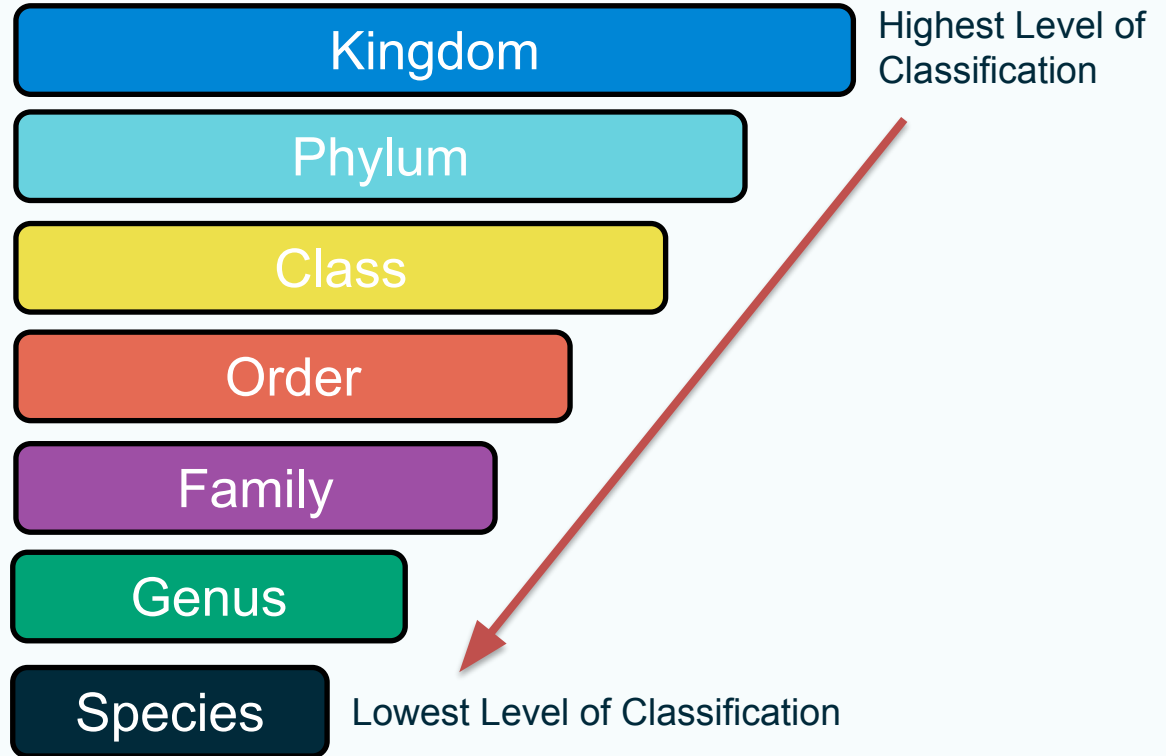 Kingdom
Highest Level of
Classification
Phylum
Class
Order
Family
Genus
Species
Lowest Level of Classification